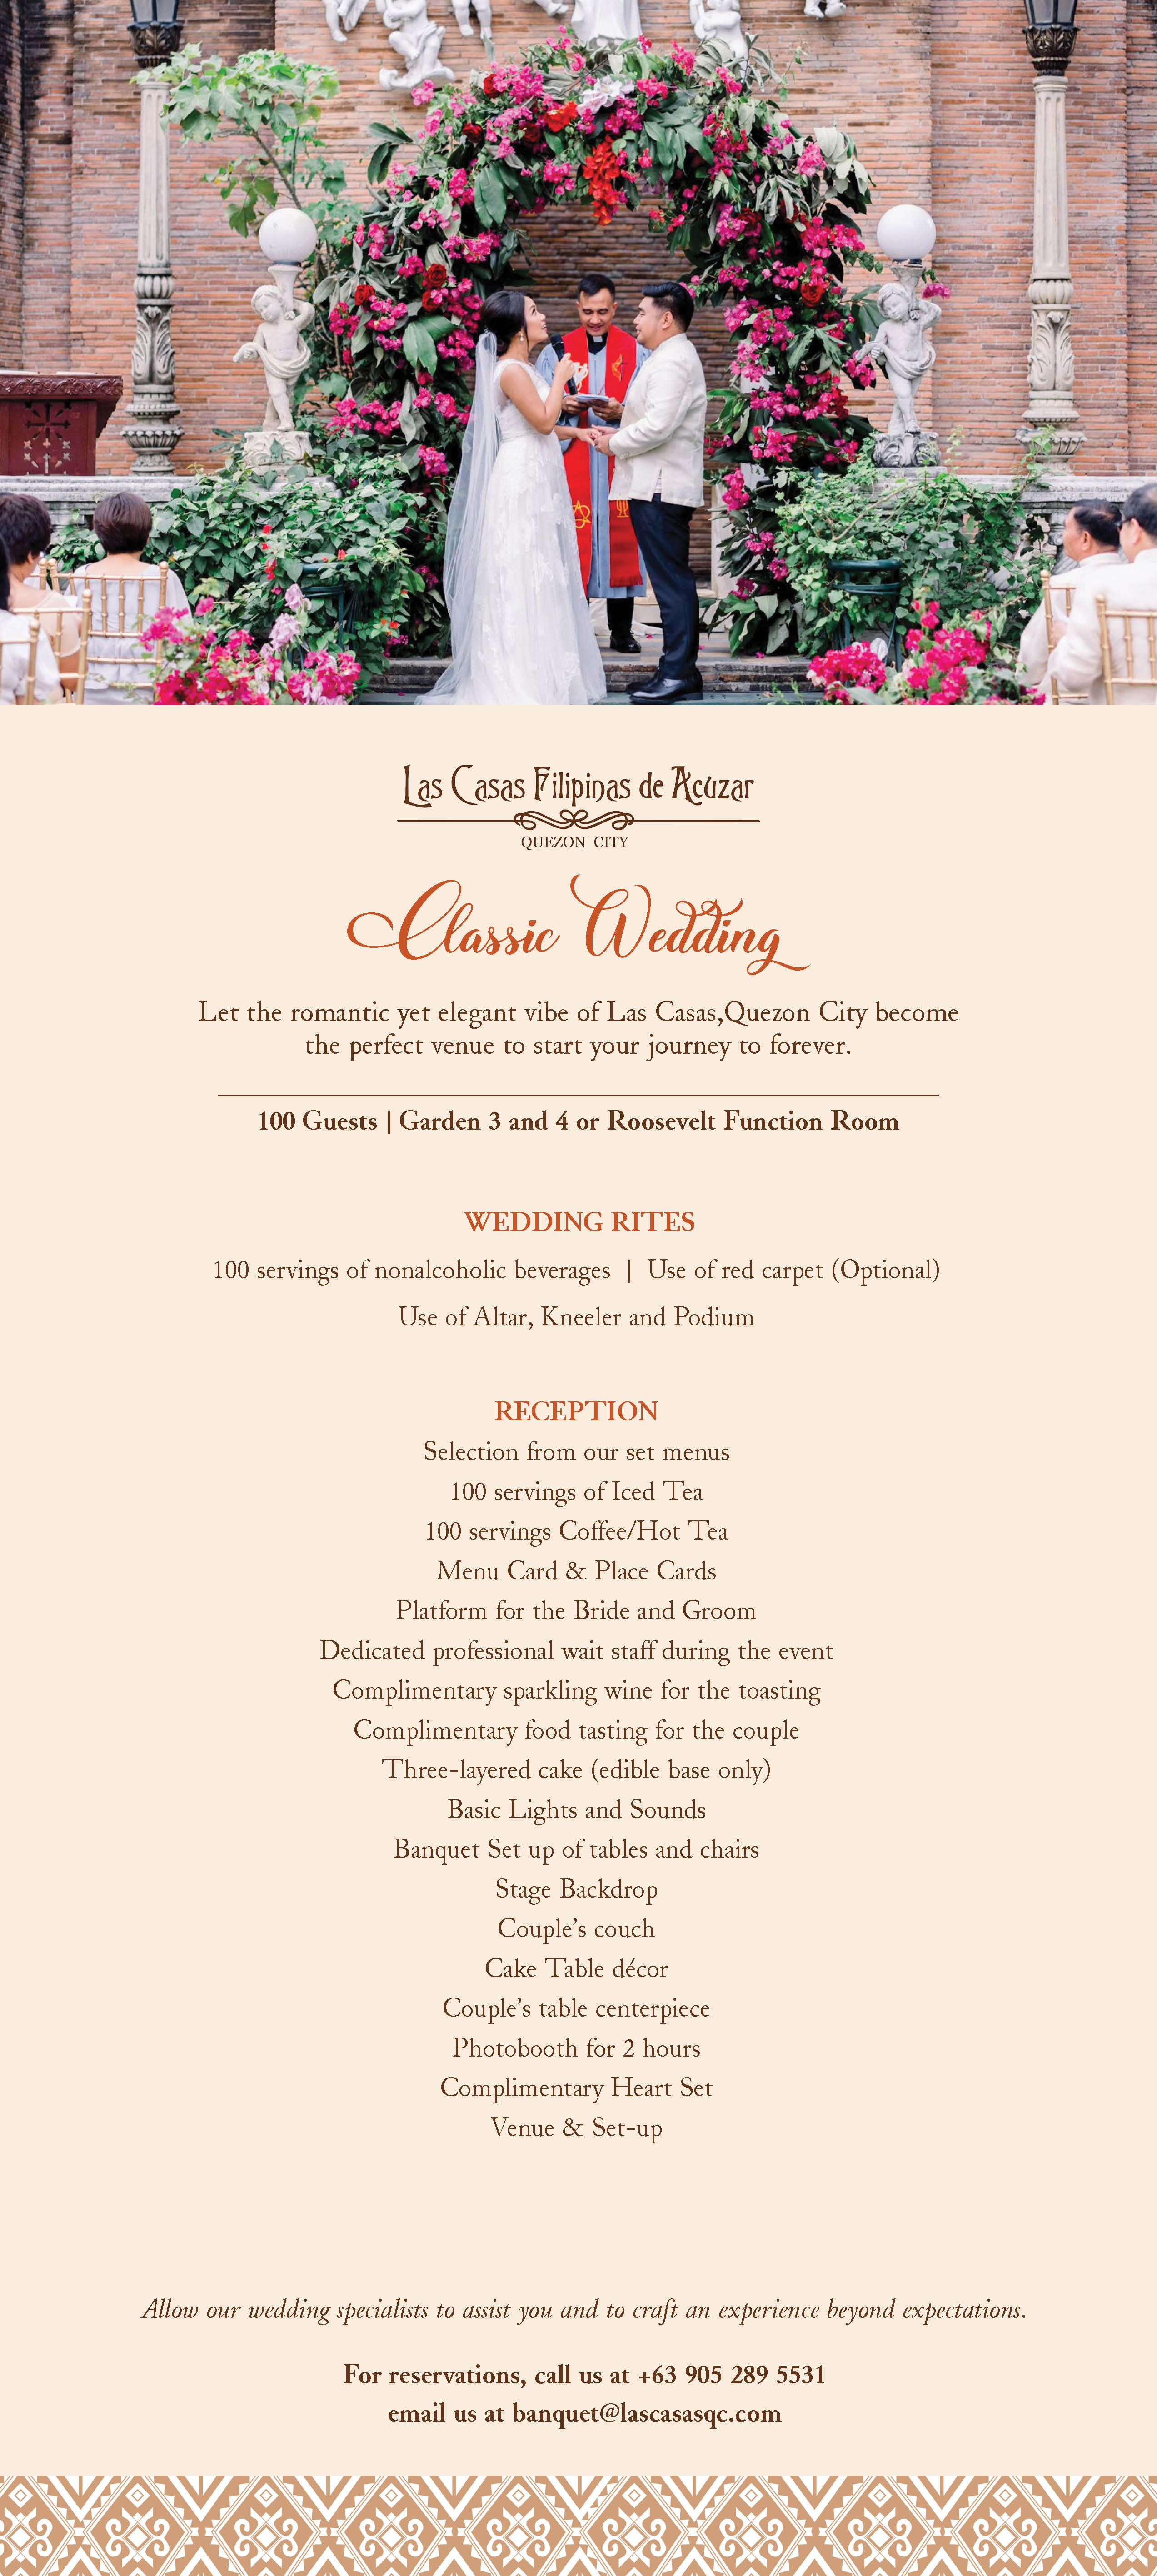 Las Casas Filipinas de Acuzar
QUEZON CITY
Classic Wedding
Let the romantic yet elegant vibe of Las Casas,Quezon City become
the perfect venue to start your journey to forever.
100 Guests | Garden 3 and 4 or Roosevelt Function Room
WEDDING RITES
100 servings of nonalcoholic beverages | Use of red carpet (Optional)
Use of Altar, Kneeler and Podium
RECEPTION
Selection from our set menus
100 servings of Iced Tea
100 servings Coffee/Hot Tea
Menu Card & Place Cards
Platform for the Bride and Groom
Dedicated professional wait staff during the event
Complimentary sparkling wine for the toasting
Complimentary food tasting for the couple
Three-layered cake (edible base only)
Basic Lights and Sounds
Banquet Set up of tables and chairs
Stage Backdrop
Couple’s couch
Cake Table décor
Couple’s table centerpiece
Photobooth for 2 hours
Complimentary Heart Set
Venue & Set-up
Allow our wedding specialists to assist you and to craft an experience beyond expectations.
For reservations, call us at +63 905 289 5531
email us at banquet@lascasasqc.com